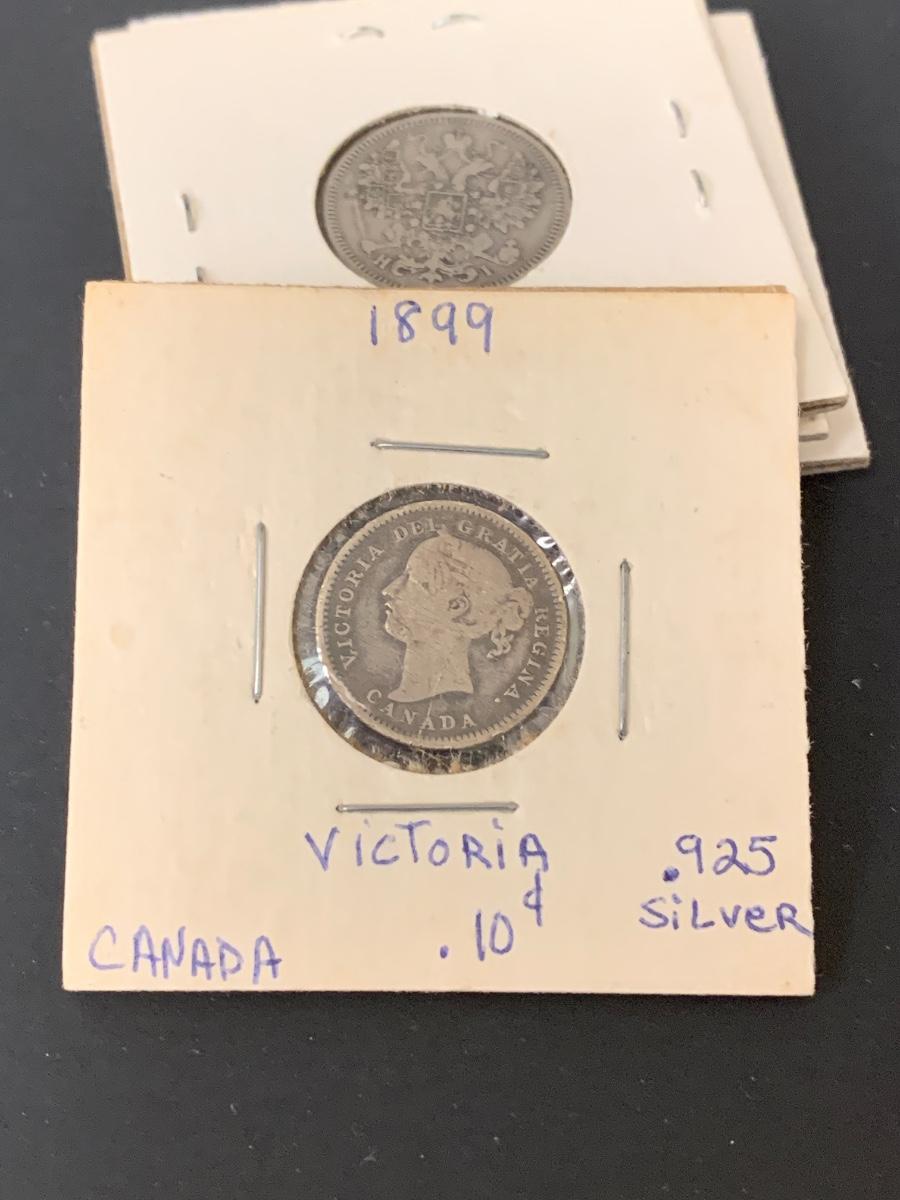 H I
1899
VICTORIA DEI GRATIA REGINA.
CANADA
VICTORIA
.925
SILVER
.10¢
CANADA